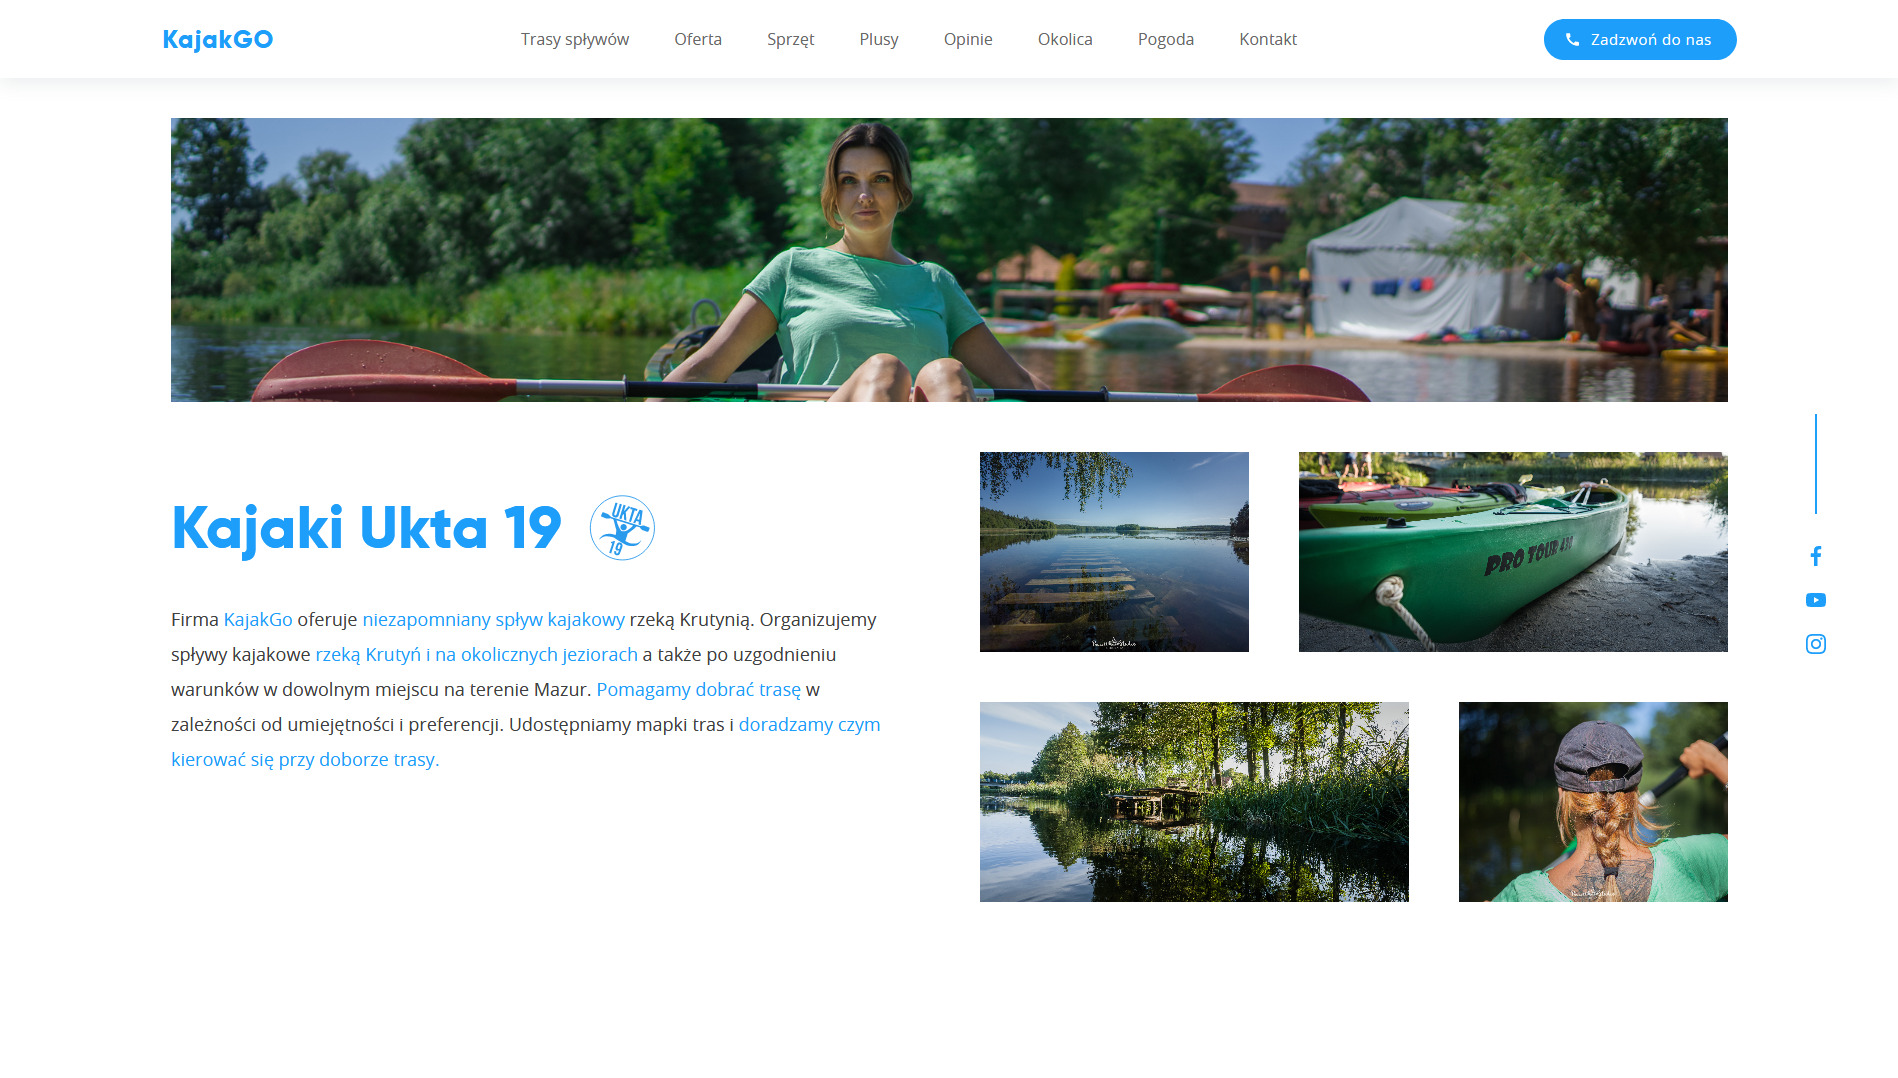 KajakGO
Trasy spływów
Oferta
Sprzęt
Plusy
Opinie
Okolica
Pogoda
Kontakt
Zadzwoń do nas
Kajaki Ukta 19
UKTA
19
Firma KajakGo oferuje niezapomniany spływ kajakowy rzeką Krutynią. Organizujemy
spływy kajakowe rzeką Krutyń i na okolicznych jeziorach a także po uzgodnieniu
warunków w dowolnym miejscu na terenie Mazur. Pomagamy dobrać trasę w
zależności od umiejętności i preferencji. Udostępniamy mapki tras i doradzamy czym
kierować się przy doborze trasy.
PRO TOUR